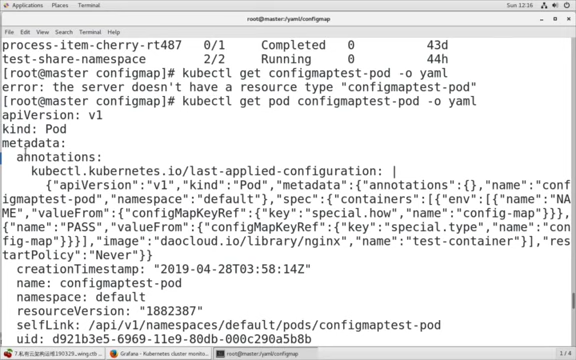 Applications Places Terminal Sun 12:16
root@master:/yaml/configmap
File Edit View Search Terminal Help
process-item-cherry-rt487 0/1 Completed 0 43d
test-share-namespace 2/2 Running 0 44h
[root@master configmap]# kubectl get configmaptest-pod -o yaml
error: the server doesn't have a resource type "configmaptest-pod"
[root@master configmap]# kubectl get pod configmaptest-pod -o yaml
apiVersion: v1
kind: Pod
metadata:
annotations:
kubectl.kubernetes.io/last-applied-configuration: |
{"apiVersion":"v1","kind":"Pod","metadata":{"annotations":{},"name":"conf
igmaptest-pod","namespace":"default"},"spec":{"containers":[{"env":[{"name":"NA
ME","valueFrom":{"configMapKeyRef":{"key":"special.how","name":"config-map"}}},
{"name":"PASS","valueFrom":{"configMapKeyRef":{"key":"special.type","name":"con
fig-map"}}}],"image":"daocloud.io/library/nginx","name":"test-container"}],"res
tartPolicy":"Never"}}
creationTimestamp: "2019-04-28T03:58:14Z"
name: configmaptest-pod
namespace: default
resourceVersion: "1882387"
selfLink: /api/v1/namespaces/default/pods/configmaptest-pod
uid: d921b3e5-6969-11e9-80db-000c290a5b8b
Grafana - Kubernetes cluster monito... root@master:/yaml/configmap 1 / 4